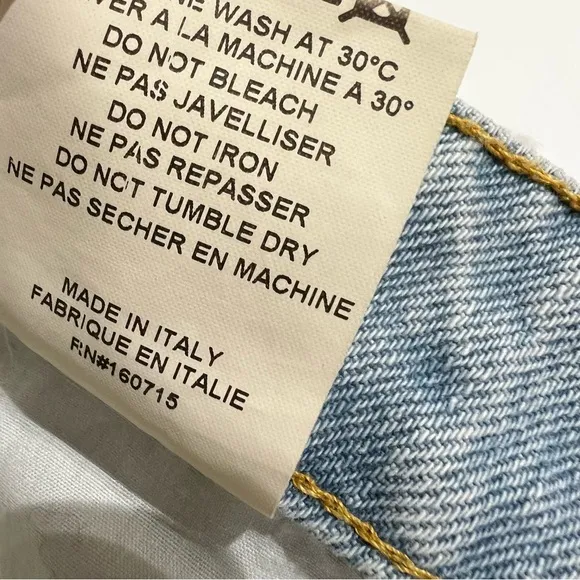 WASH AT 30°C
A LA MACHINE A 30°
DO NOT BLEACH
NE PAS JAVELLISER
DO NOT IRON
NE PAS REPASSER
DO NOT TUMBLE DRY
NE PAS SECHER EN MACHINE
MADE IN ITALY
FABRIQUE EN ITALIE
RN#160715